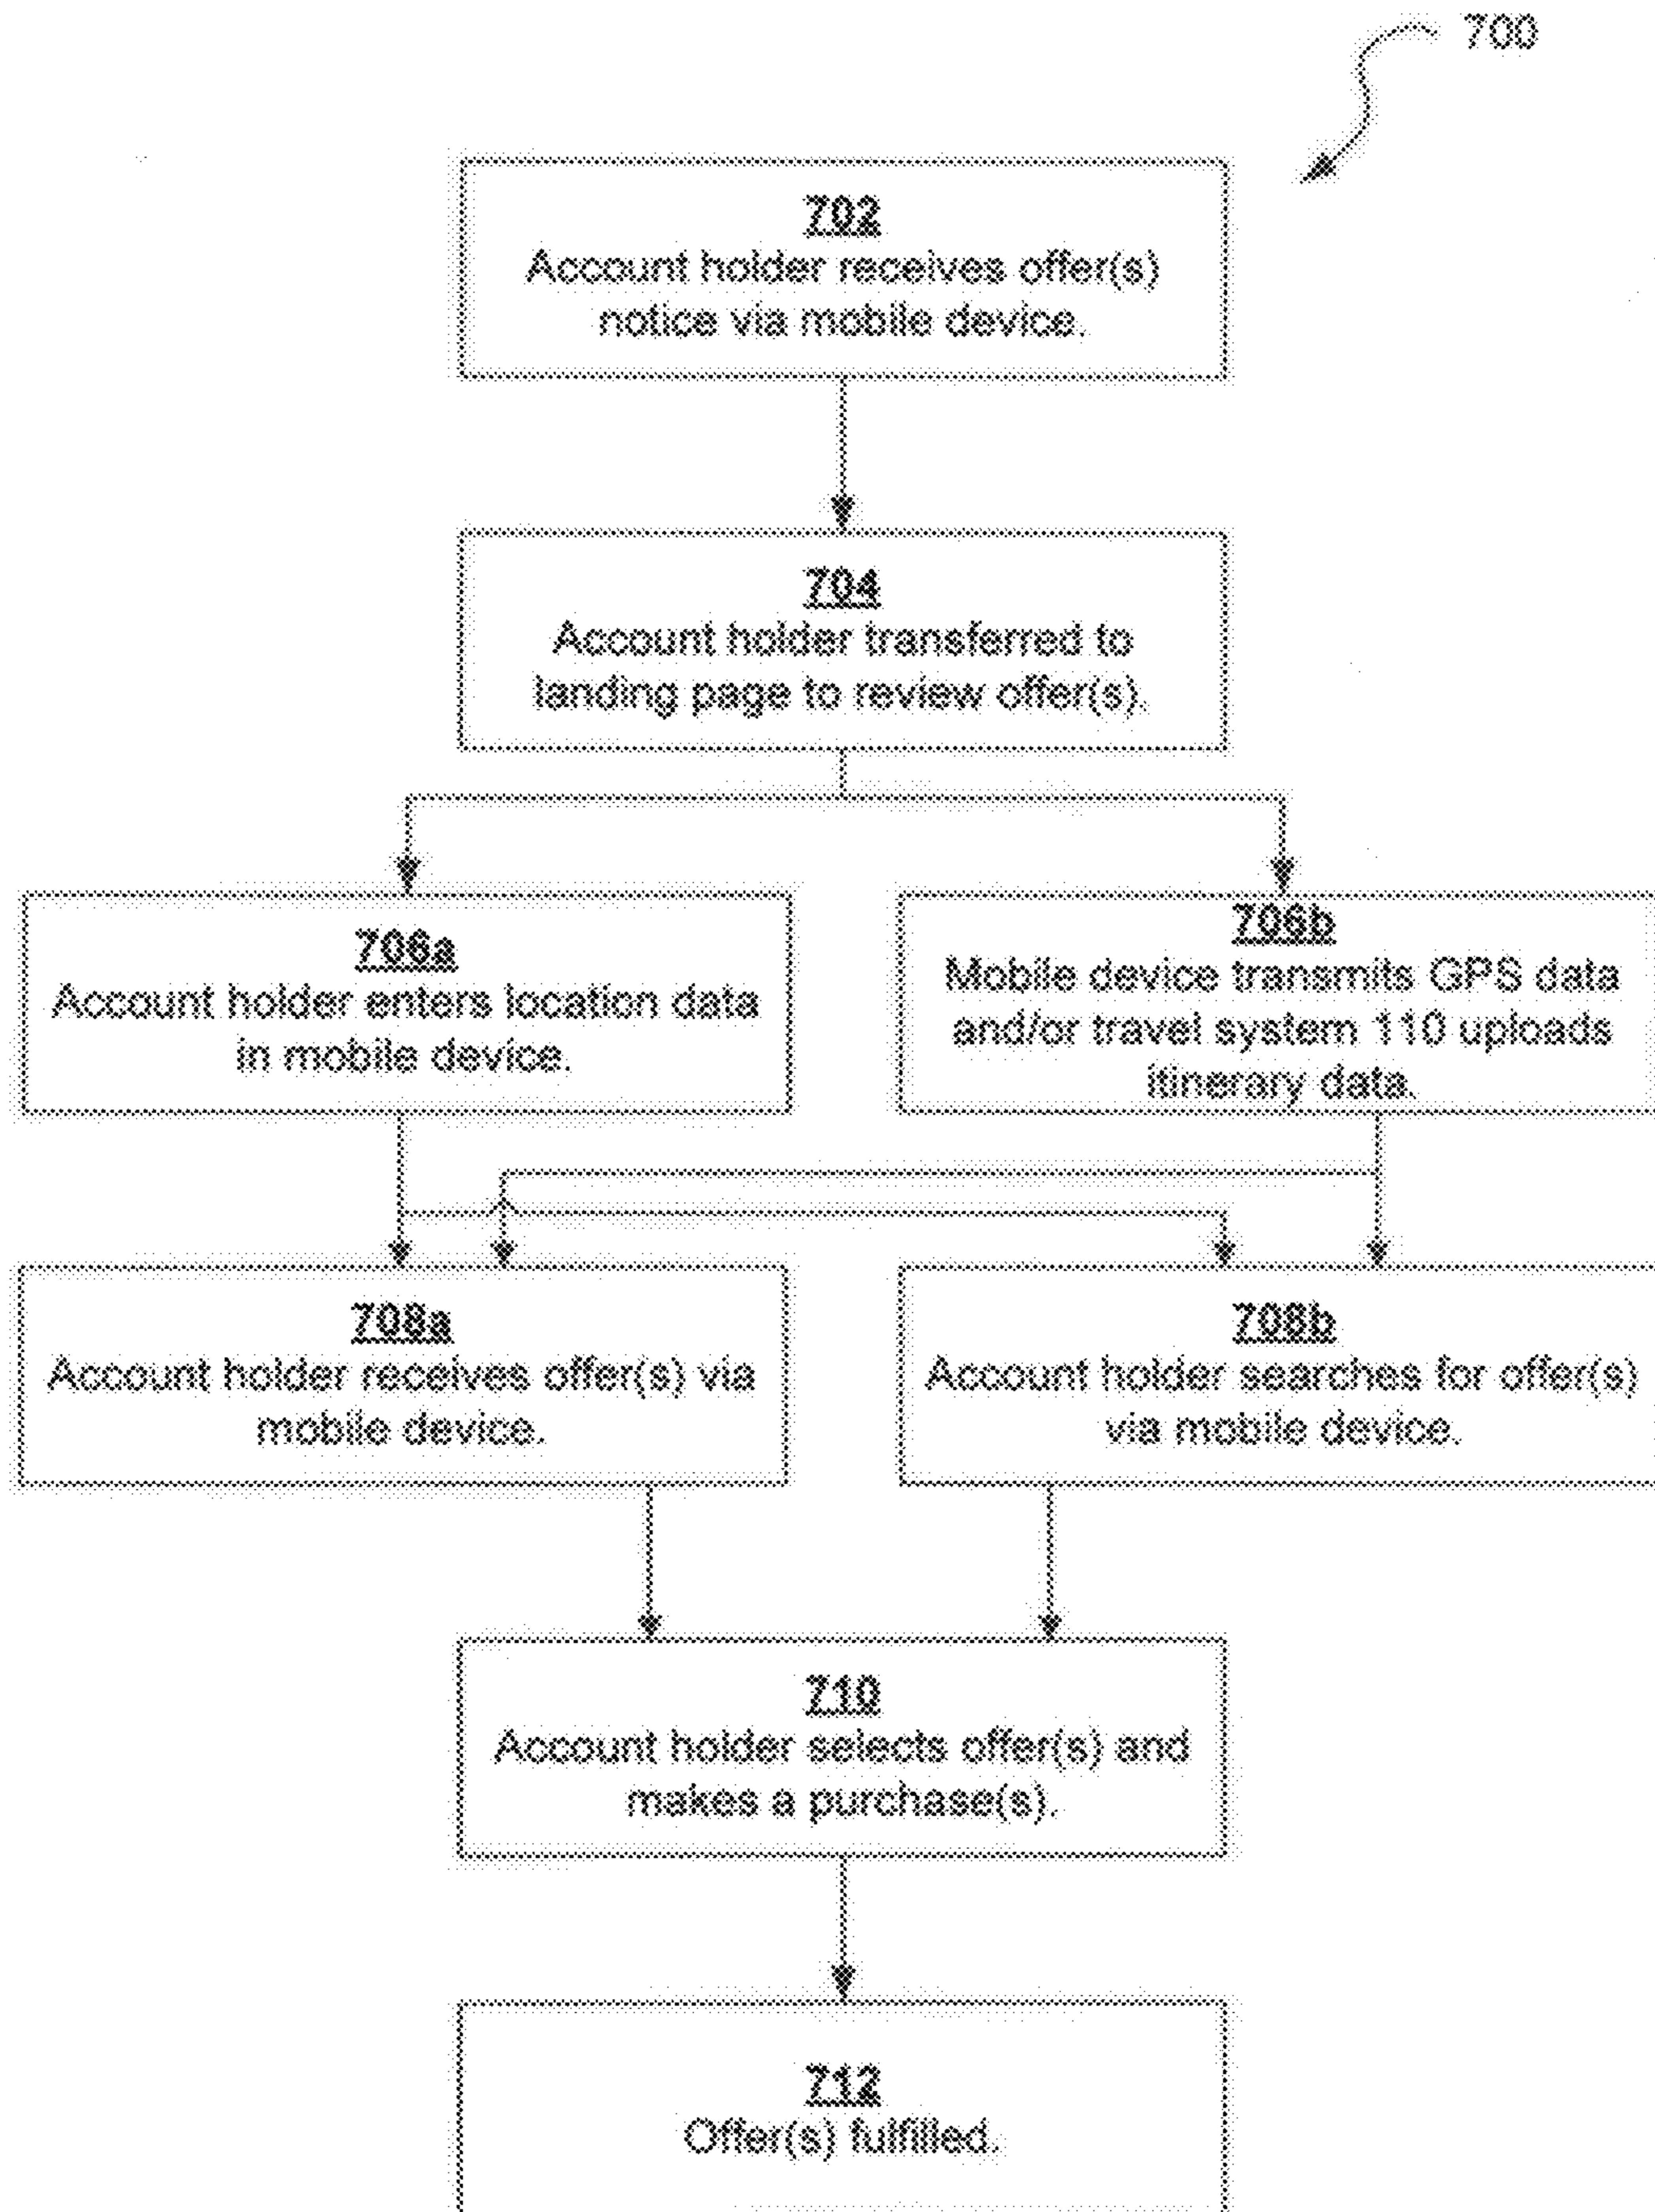 700
702
Account holder receives offer(s)
notice via mobile device.
704
Account holder transferred to
landing page to review offer(s).
706a
Account holder enters location data
in mobile device.
706b
Mobile device transmits GPS data
and/or travel system 110 uploads
itinerary data.
708a
Account holder receives offer(s) via
mobile device.
708b
Account holder searches for offer(s)
via mobile device.
710
Account holder selects offer(s) and
makes a purchase(s).
712
Offer(s) fulfilled.